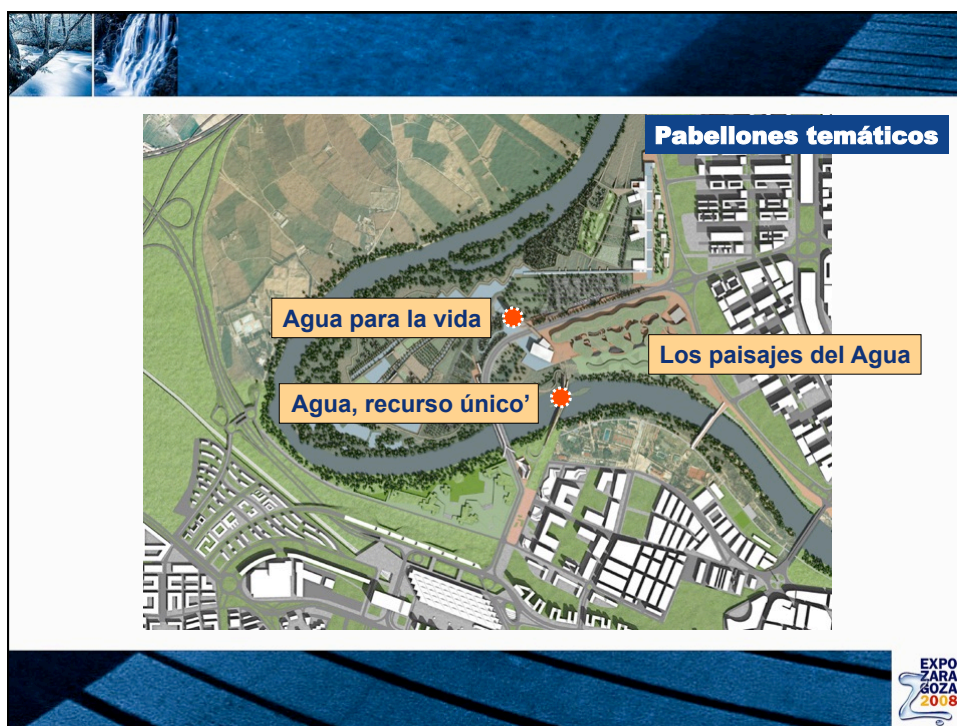 Pabellones temáticos
Agua para la vida
Los paisajes del Agua
Agua, recurso único’
EXPO
ZARA
GOZA
2008